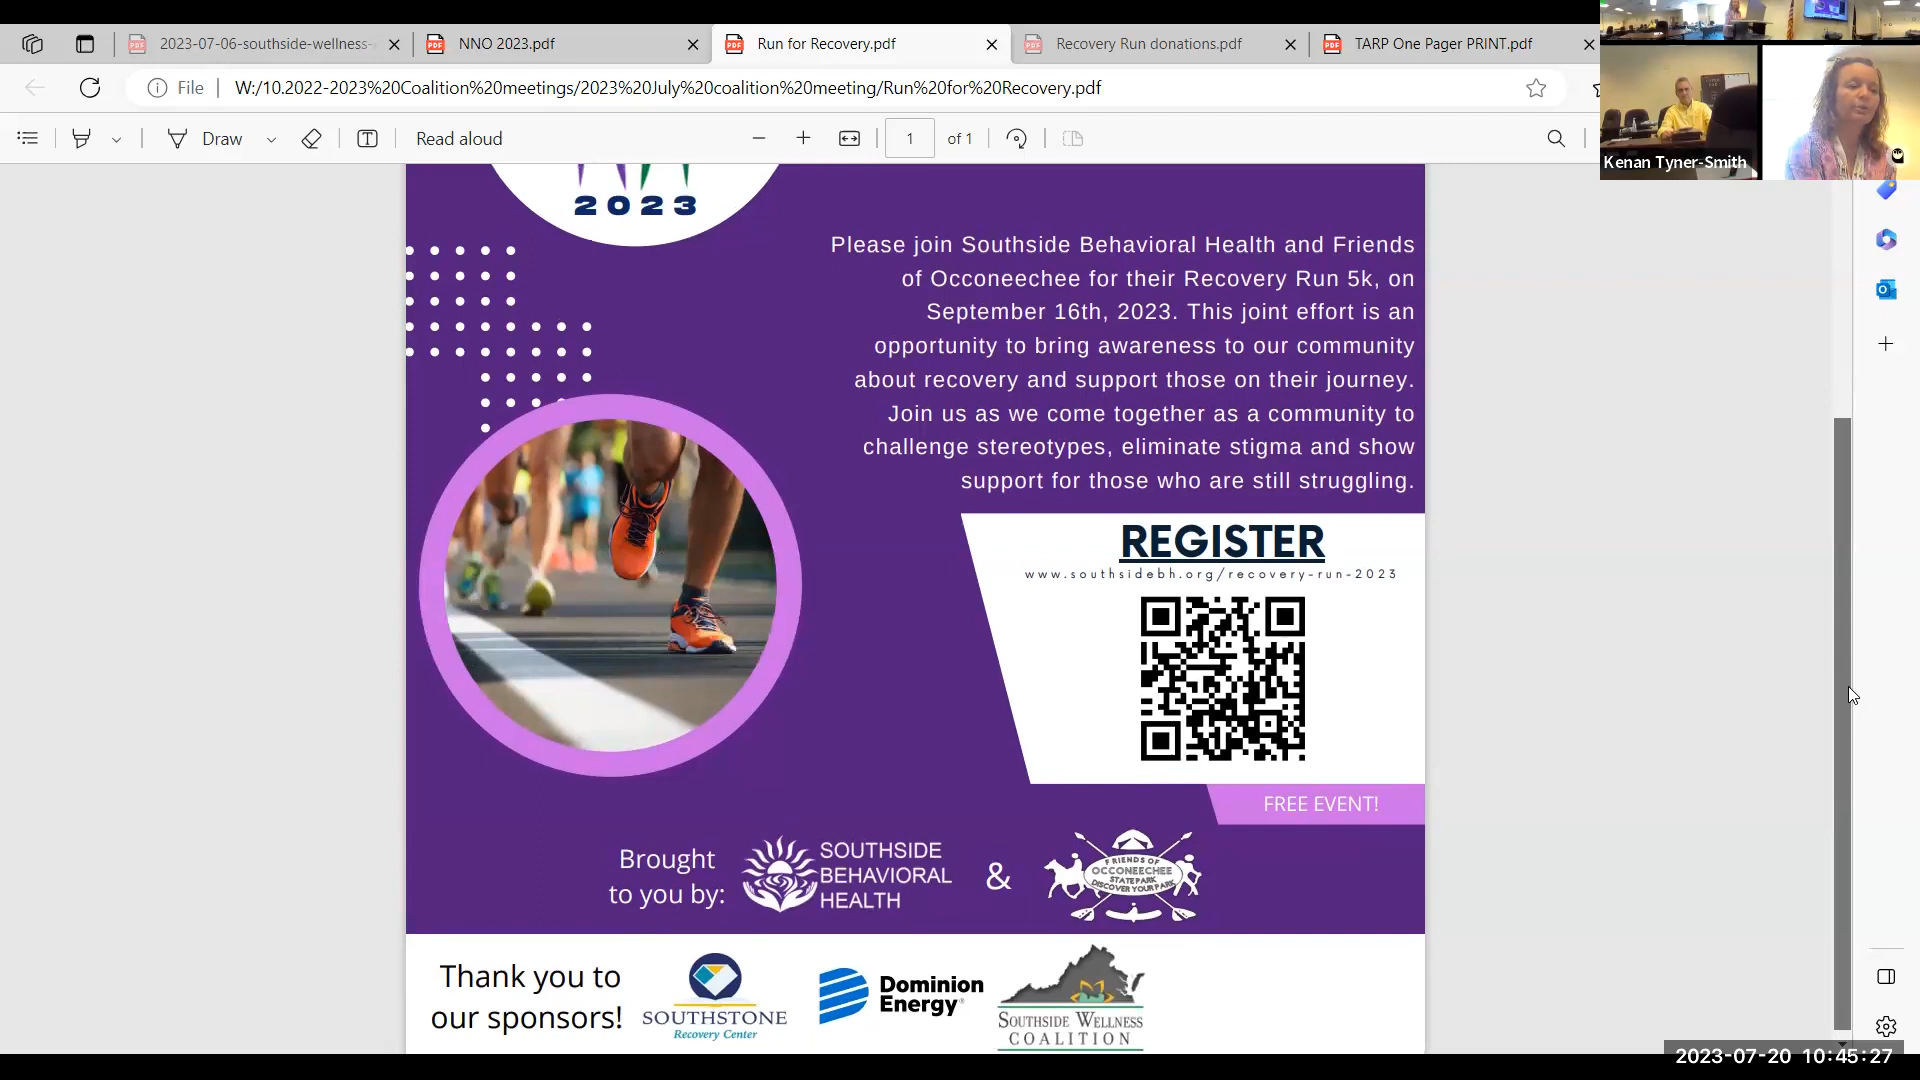 2023-07-06-southside-wellness-
NNO 2023.pdf
Run for Recovery.pdf
Recovery Run donations.pdf
TARP One Pager PRINT.pdf
File
W:/10.2022-2023%20Coalition%20meetings/2023%20July%20coalition%20meeting/Run%20for%20Recovery.pdf
Draw
Read aloud
1
of 1
Kenan Tyner-Smith
2023
Please join Southside Behavioral Health and Friends
of Occoneechee for their Recovery Run 5k, on
September 16th, 2023. This joint effort is an
opportunity to bring awareness to our community
about recovery and support those on their journey.
Join us as we come together as a community to
challenge stereotypes, eliminate stigma and show
support for those who are still struggling.
REGISTER
www.southsidebh.org/recovery-run-2023
FREE EVENT!
Brought
to you by:
SOUTHSIDE
BEHAVIORAL
HEALTH
&
FRIENDS OF
OCCONEECHEE
STATE PARK
DISCOVER YOUR PARK
Thank you to
our sponsors!
SOUTHSTONE
Recovery Center
Dominion
Energy®
SOUTHSIDE WELLNESS
COALITION
2023-07-20 10:45:27